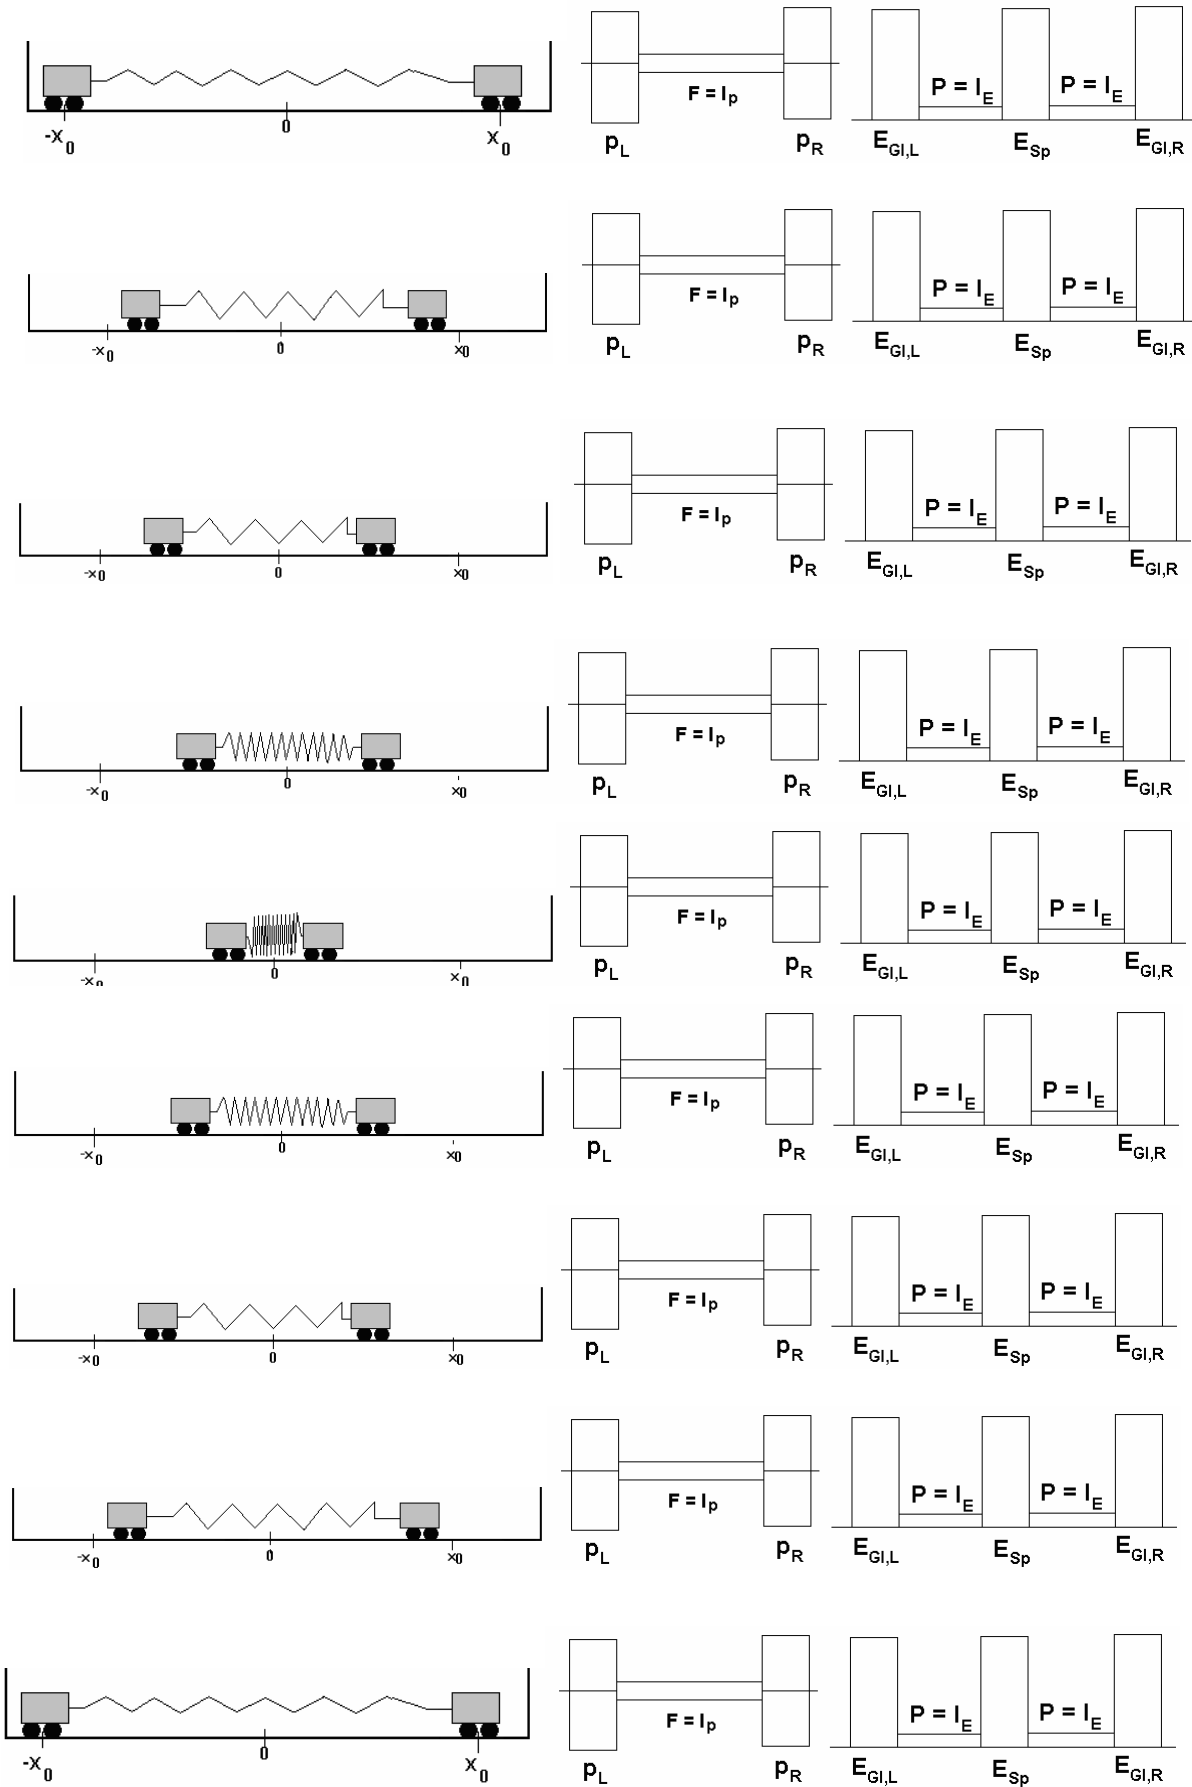 -x0 0 x0
F = Ip
pL pR
P = IE P = IE
EGl,L ESp EGl,R
-x0 0 x0
F = Ip
pL pR
P = IE P = IE
EGl,L ESp EGl,R
-x0 0 x0
F = Ip
pL pR
P = IE P = IE
EGl,L ESp EGl,R
-x0 0 x0
F = Ip
pL pR
P = IE P = IE
EGl,L ESp EGl,R
-x0 0 x0
F = Ip
pL pR
P = IE P = IE
EGl,L ESp EGl,R
-x0 0 x0
F = Ip
pL pR
P = IE P = IE
EGl,L ESp EGl,R
-x0 0 x0
F = Ip
pL pR
P = IE P = IE
EGl,L ESp EGl,R
-x0 0 x0
F = Ip
pL pR
P = IE P = IE
EGl,L ESp EGl,R
-x0 0 x0
F = Ip
pL pR
P = IE P = IE
EGl,L ESp EGl,R